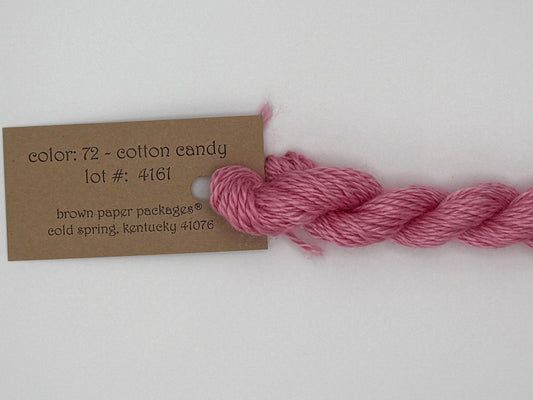 color: 72 - cotton candy
lot #: 4161
brown paper packages®
cold spring, kentucky 41076